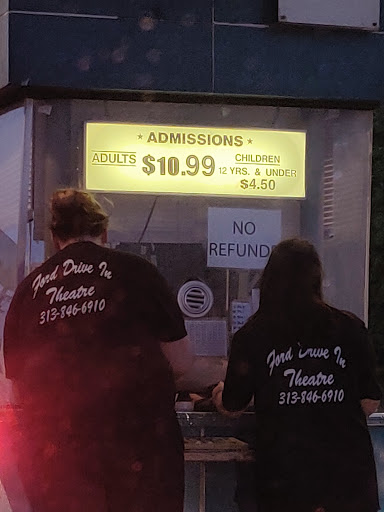 * ADMISSIONS *
ADULTS $10.99 CHILDREN
12 YRS. & UNDER
$4.50
NO
REFUNDS
Ford Drive In
Theatre
313-846-6910
Ford Drive In
Theatre
313-846-6910